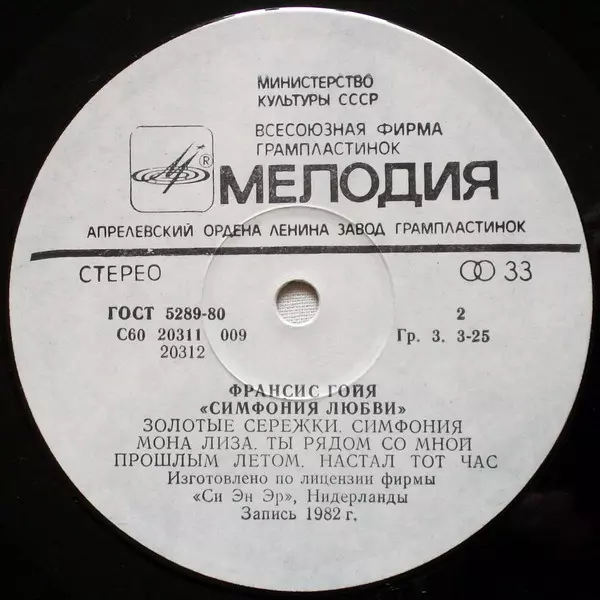 МИНИСТЕРСТВО
КУЛЬТУРЫ СССР
ВСЕСОЮЗНАЯ ФИРМА
ГРАМПЛАСТИНОК
® МЕЛОДИЯ
АПРЕЛЕВСКИЙ ОРДЕНА ЛЕНИНА ЗАВОД ГРАМПЛАСТИНОК
СТЕРЕО 33
ГОСТ 5289-80 2
С60 20311 009 Гр. 3. 3-25
20312
ФРАНСИС ГОЙЯ
«СИМФОНИЯ ЛЮБВИ»
ЗОЛОТЫЕ СЕРЕЖКИ. СИМФОНИЯ
МОНА ЛИЗА. ТЫ РЯДОМ СО МНОЙ
ПРОШЛЫМ ЛЕТОМ. НАСТАЛ ТОТ ЧАС
Изготовлено по лицензии фирмы
«Си Эн Эр», Нидерланды
Запись 1982 г.